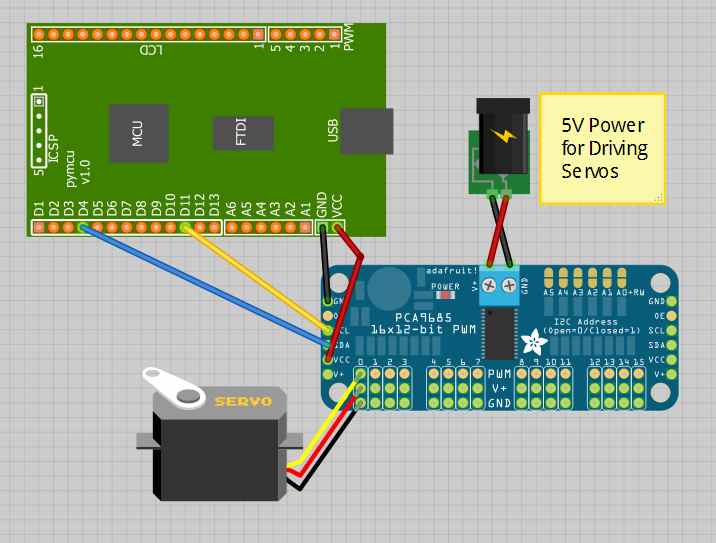 16
LCD
1
5
4
3
2
1
PWM
1
ICSP
5
MCU
FTDI
USB
pymcu
v1.0
D1
D2
D3
D4
D5
D6
D7
D8
D9
D10
D11
D12
D13
A6
A5
A4
A3
A2
A1
GND
VCC
5V Power
for Driving
Servos
adafruit!
V+
GND
POWER
A5 A4 A3 A2 A1 A0+RW
PCA9685
16x12-bit PWM
I2C Address
(Open=0/Closed=1)
SCL
SDA
VCC
V+
GND
OE
SCL
SDA
VCC
V+
0 1 2 3 4 5 6 7 8 9 10 11 12 13 14 15
PWM
V+
GND
SERVO